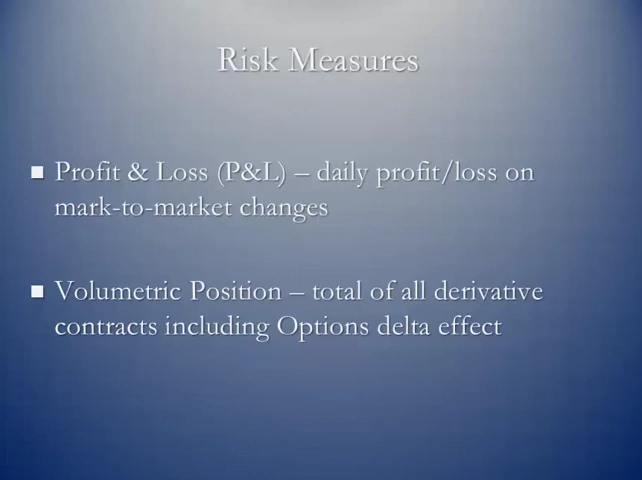 Risk Measures
Profit & Loss (P&L) – daily profit/loss on
mark-to-market changes
Volumetric Position – total of all derivative
contracts including Options delta effect